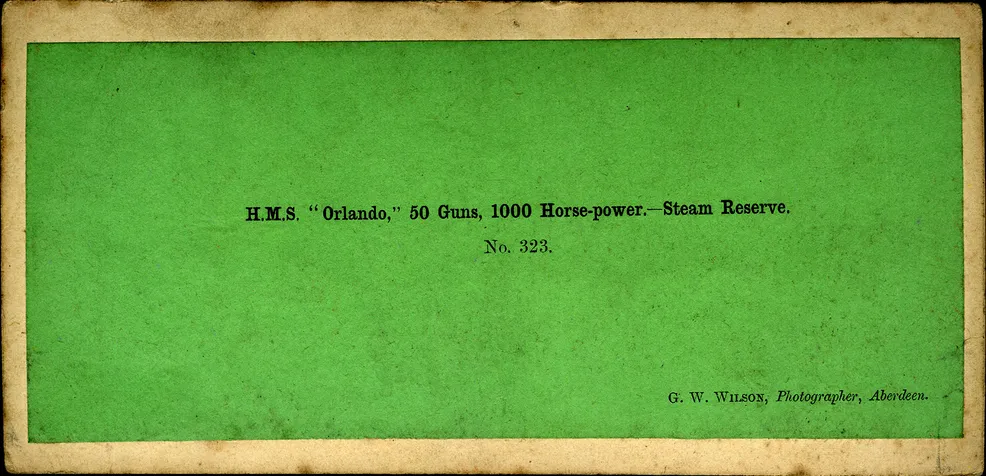 H.M.S. “Orlando,” 50 Guns, 1000 Horse-power.—Steam Reserve.
No. 323.
G. W. Wilson, Photographer, Aberdeen.